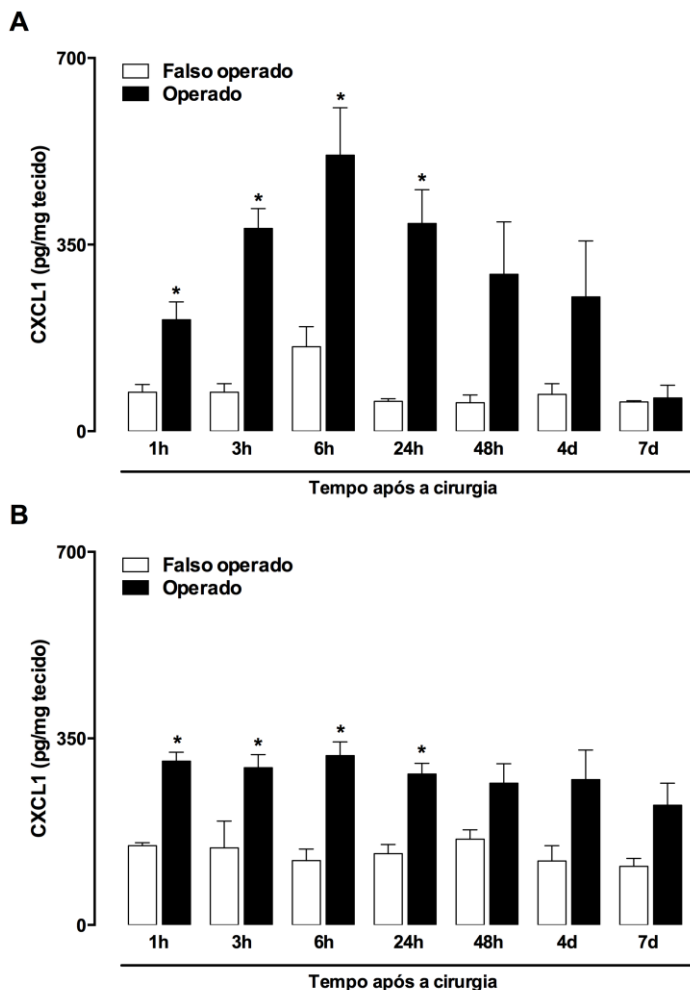 A
700
350
0
CXCL1 (pg/mg tecido)
Falso operado
Operado
* * * *
1h 3h 6h 24h 48h 4d 7d
Tempo após a cirurgia
B
700
350
0
CXCL1 (pg/mg tecido)
Falso operado
Operado
* * * *
1h 3h 6h 24h 48h 4d 7d
Tempo após a cirurgia